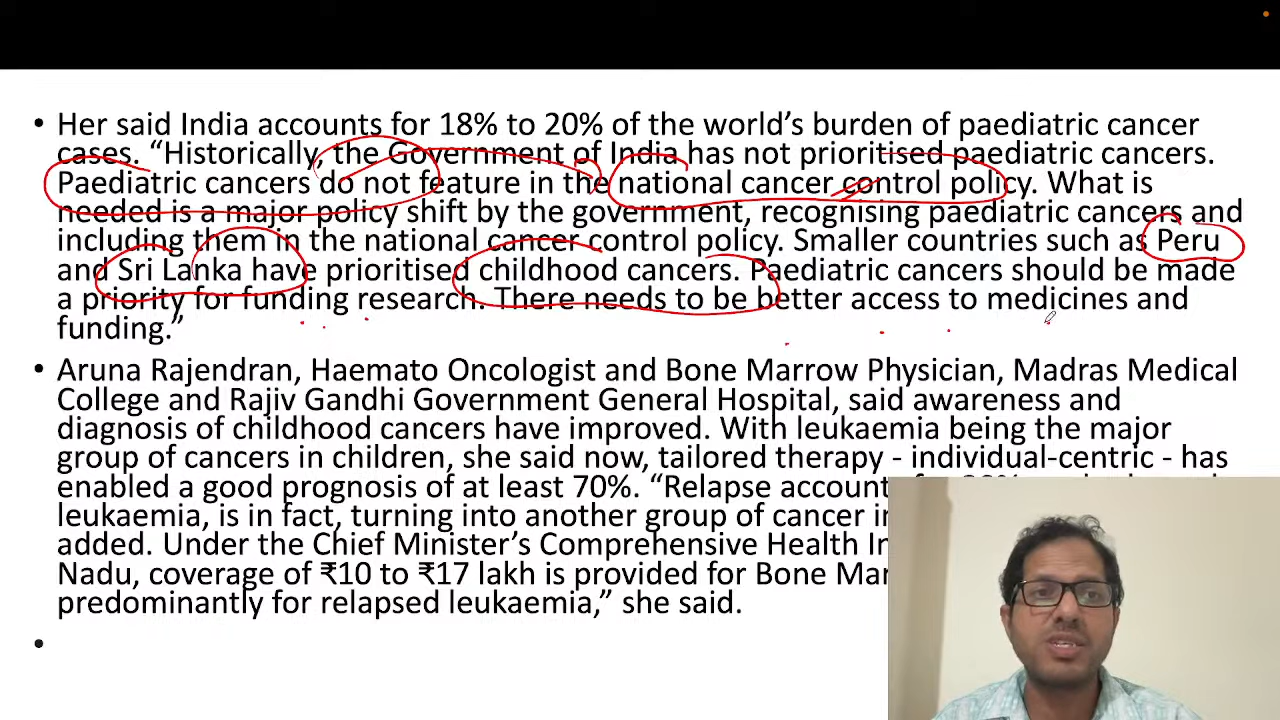 • Her said India accounts for 18% to 20% of the world's burden of paediatric cancer
cases. “Historically, the Government of India has not prioritised paediatric cancers.
Paediatric cancers do not feature in the national cancer control policy. What is
needed is a major policy shift by the government, recognising paediatric cancers and
including them in the national cancer control policy. Smaller countries such as Peru
and Sri Lanka have prioritised childhood cancers. Paediatric cancers should be made
a priority for funding research. There needs to be better access to medicines and
funding.”
• Aruna Rajendran, Haemato Oncologist and Bone Marrow Physician, Madras Medical
College and Rajiv Gandhi Government General Hospital, said awareness and
diagnosis of childhood cancers have improved. With leukaemia being the major
group of cancers in children, she said now, tailored therapy - individual-centric - has
enabled a good prognosis of at least 70%. “Relapse
leukaemia, is in fact, turning into another group of cancer
added. Under the Chief Minister’s Comprehensive Health
Nadu, coverage of ₹10 to ₹17 lakh is provided for Bone
predominantly for relapsed leukaemia,” she said.
•